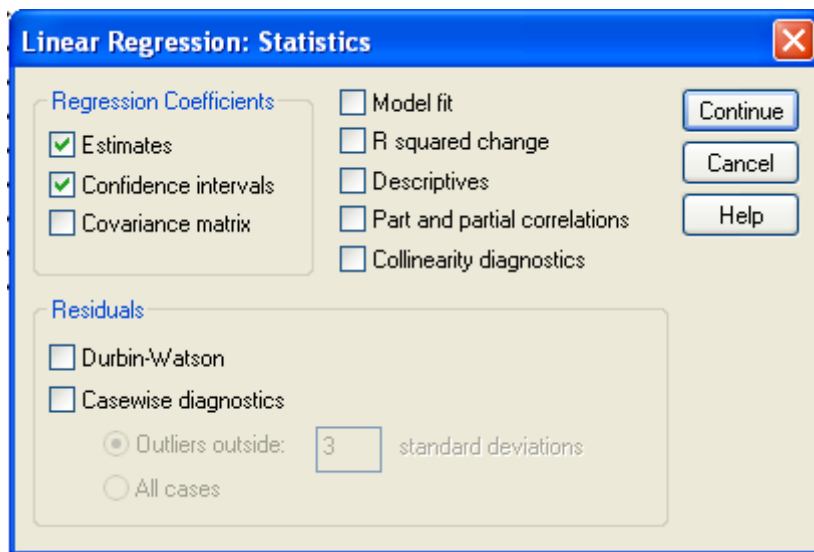 Linear Regression: Statistics
Regression Coefficients
Estimates
Confidence intervals
Covariance matrix
Model fit
R squared change
Descriptives
Part and partial correlations
Collinearity diagnostics
Continue
Cancel
Help
Residuals
Durbin-Watson
Casewise diagnostics
Outliers outside: 3 standard deviations
All cases